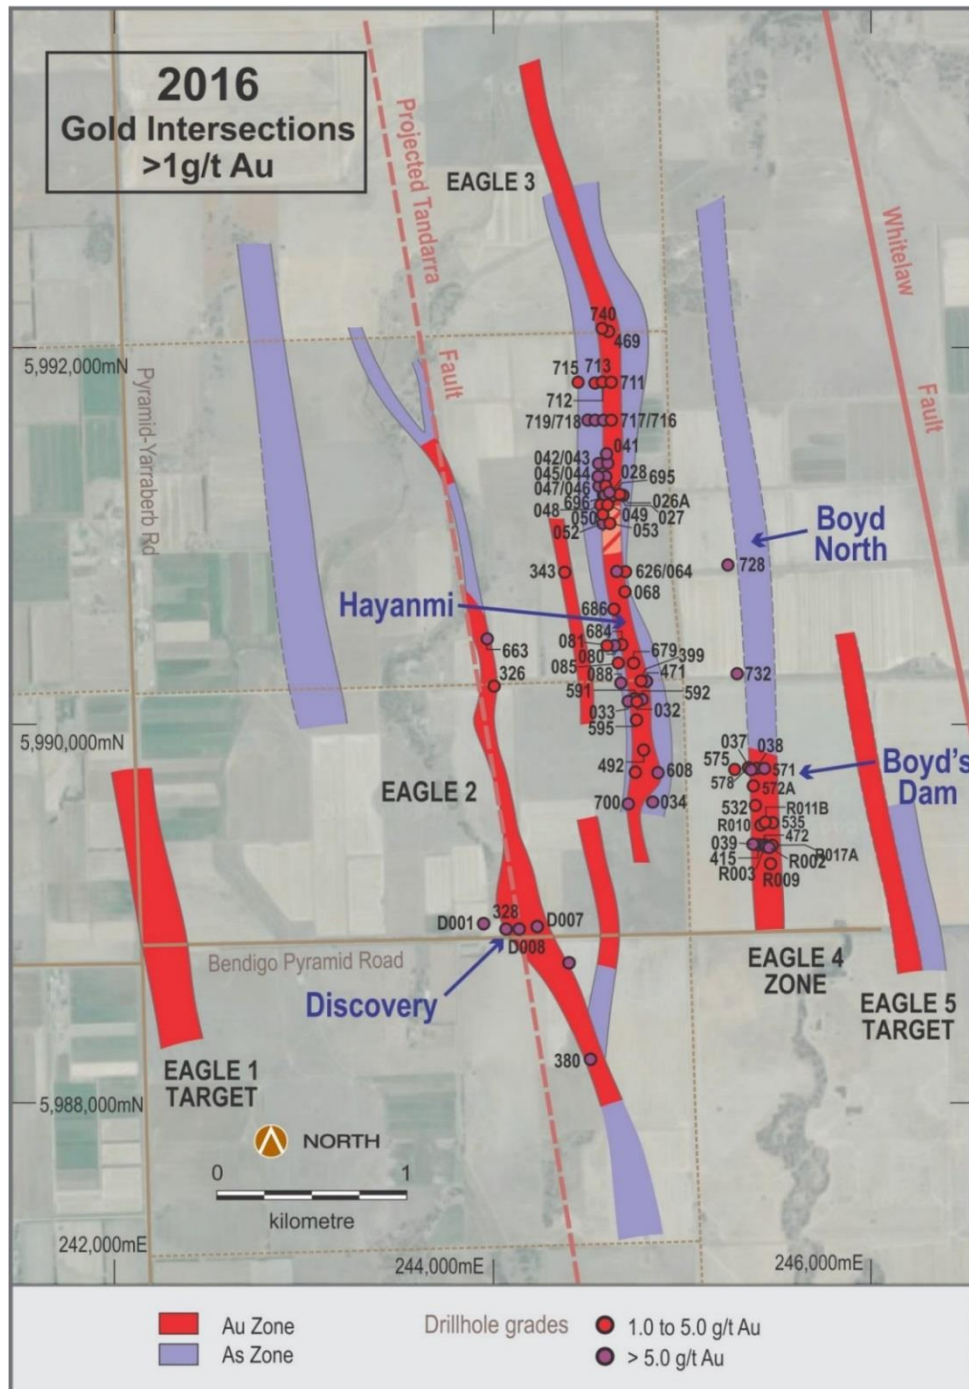 2016
Gold Intersections
>1g/t Au
Projected Tandarra
Fault
EAGLE 3
Whitelaw
Fault
740
469
5,992,000mN
Pyramid-Yarraberb Rd
715
713
711
712
719/718
717/716
041
042/043
045/044
028
695
047/046
696
026A
048
050
049
027
052
053
Boyd
North
728
343
626/064
068
Hayanmi
686
684
081
679
399
080
085
088
471
663
326
591
592
732
033
032
595
5,990,000mN
037
038
575
571
Boyd's
Dam
578
572A
492
608
EAGLE 2
532
R011B
700
034
R010
535
472
039
415
R017A
R002
R003
R009
328
D001
D007
D008
Bendigo Pyramid Road
EAGLE 4
ZONE
Discovery
EAGLE 5
TARGET
380
EAGLE 1
TARGET
5,988,000mN
NORTH
0
1
kilometre
242,000mE
244,000mE
246,000mE
Au Zone
As Zone
Drillhole grades
1.0 to 5.0 g/t Au
> 5.0 g/t Au